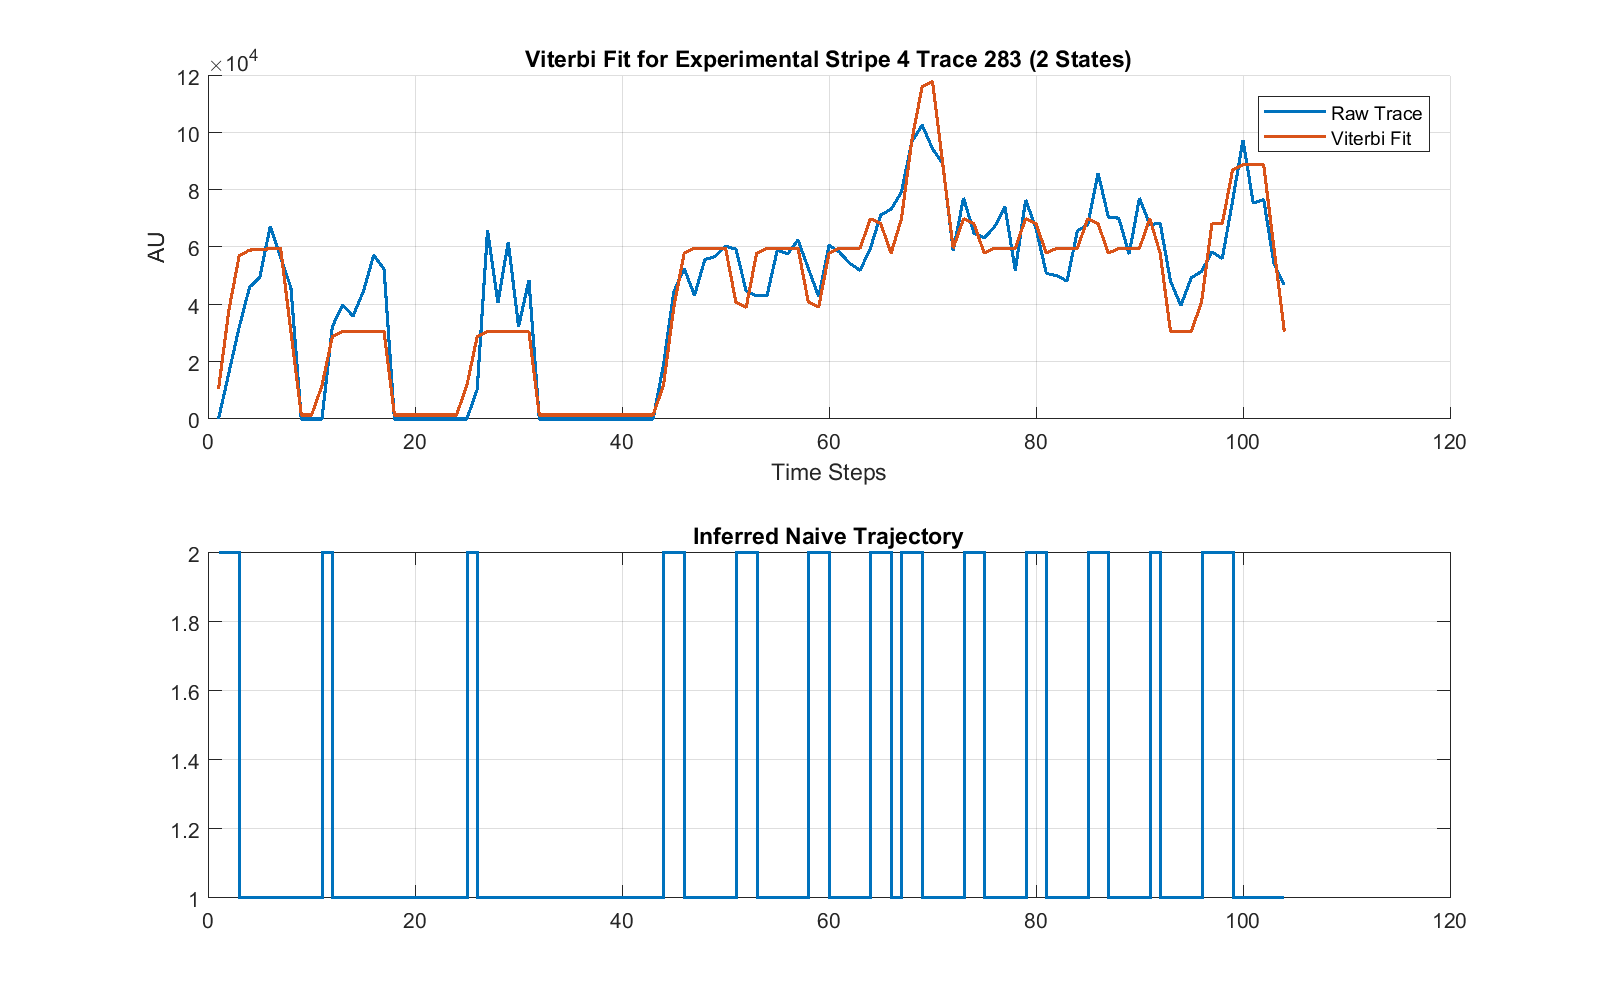 Viterbi Fit for Experimental Stripe 4 Trace 283 (2 States)
×10⁴
12
10
8
6
4
2
0
AU
Raw Trace
Viterbi Fit
0 20 40 60 80 100 120
Time Steps
Inferred Naive Trajectory
2
1.8
1.6
1.4
1.2
1
0 20 40 60 80 100 120